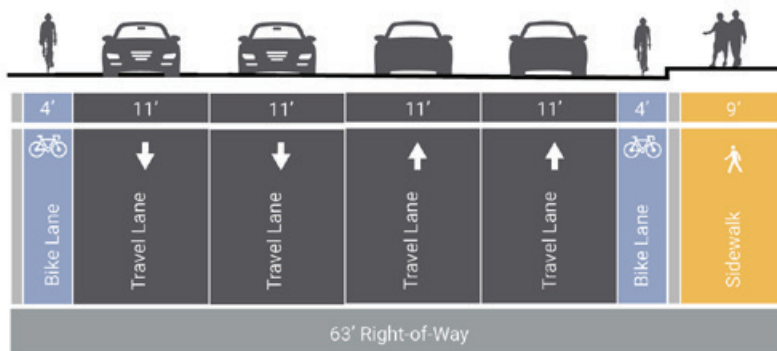 4’ 11’ 11’ 11’ 11’ 4’ 9’
Bike Lane
Travel Lane
Travel Lane
Travel Lane
Travel Lane
Bike Lane
Sidewalk
63’ Right-of-Way